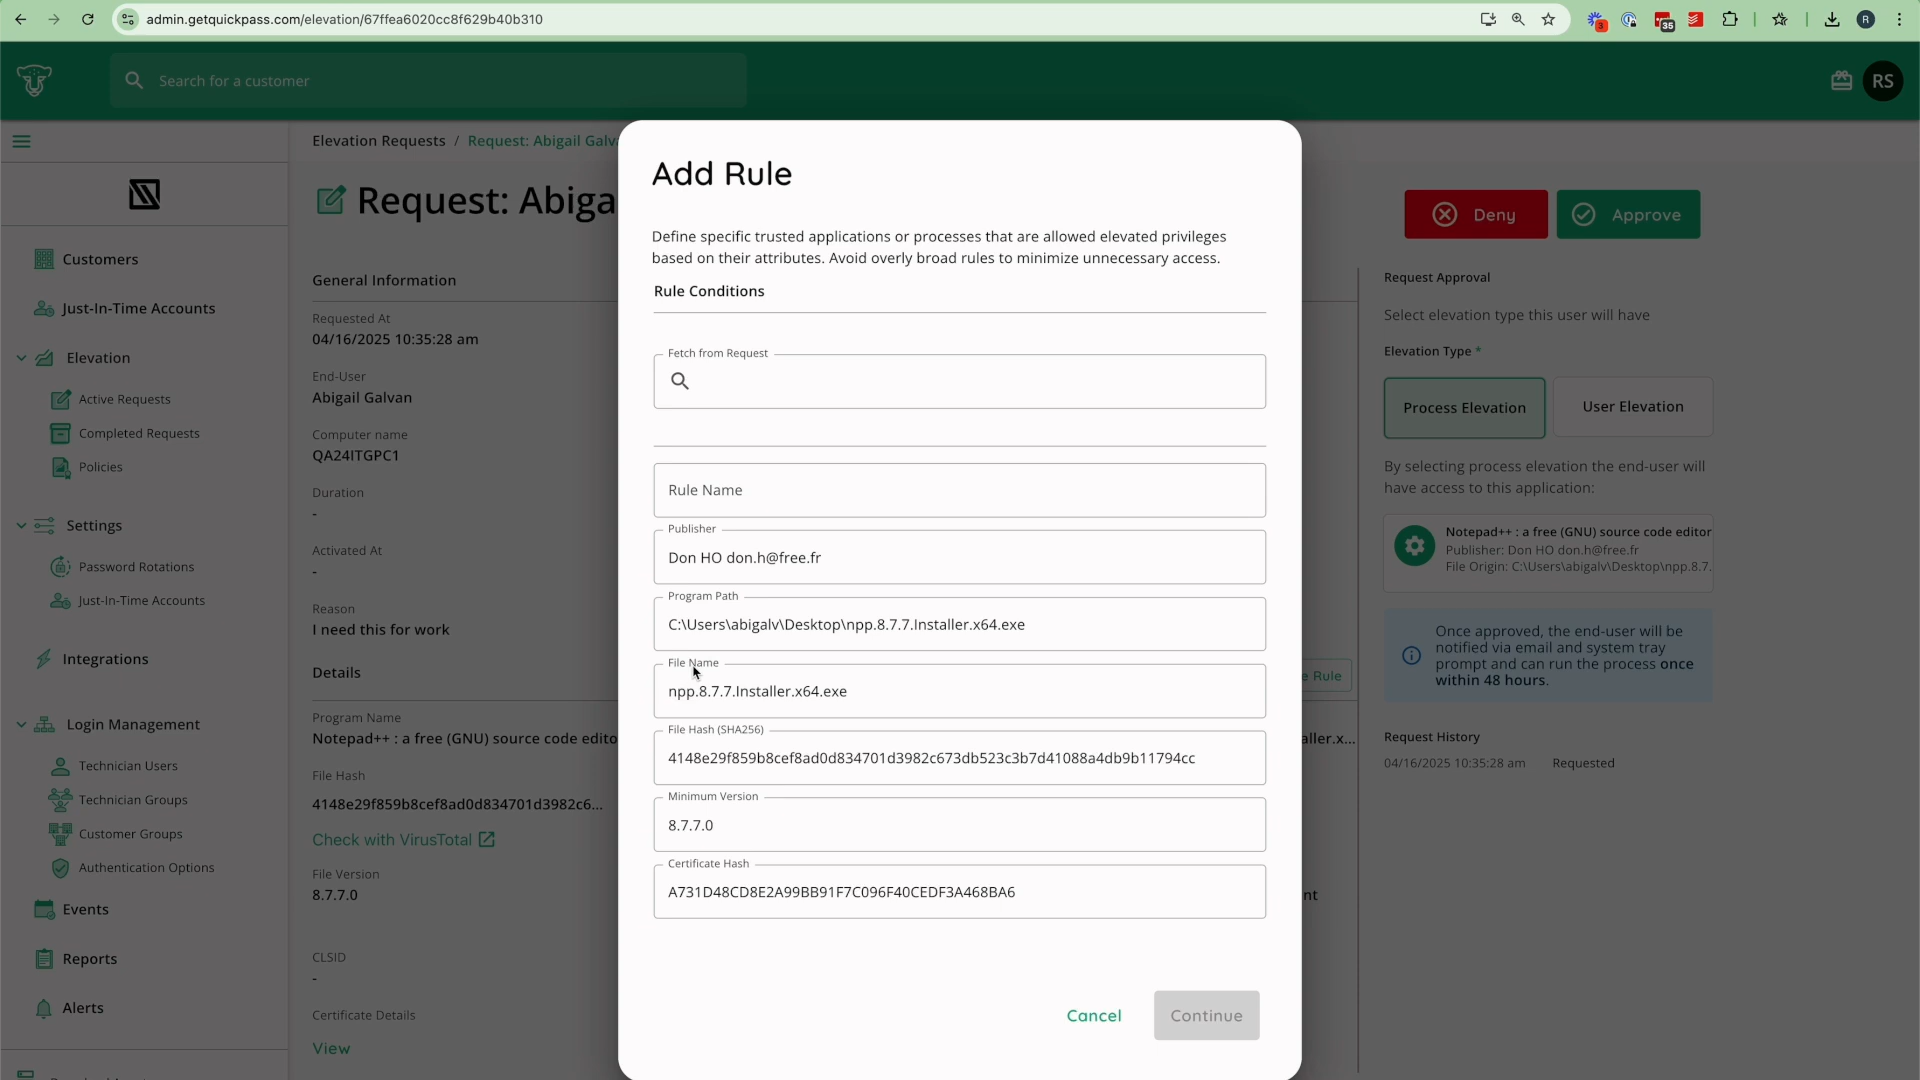 admin.getquickpass.com/elevation/67ffea6020cc8f629b40b310
3
35
R
Search for a customer
RS
Elevation Requests / Request: Abigail Galv
Request: Abiga
Deny
Approve
Customers
Just-In-Time Accounts
Elevation
Active Requests
Completed Requests
Policies
Settings
Password Rotations
Just-In-Time Accounts
Integrations
Login Management
Technician Users
Technician Groups
Customer Groups
Authentication Options
Events
Reports
Alerts
General Information
Requested At
04/16/2025 10:35:28 am
End-User
Abigail Galvan
Computer name
QA24ITGPC1
Duration
-
Activated At
-
Reason
I need this for work
Details
Program Name
Notepad++ : a free (GNU) source code edito
File Hash
4148e29f859b8cef8ad0d834701d3982c6...
Check with VirusTotal
File Version
8.7.7.0
CLSID
-
Certificate Details
View
Add Rule
Define specific trusted applications or processes that are allowed elevated privileges
based on their attributes. Avoid overly broad rules to minimize unnecessary access.
Rule Conditions
Fetch from Request
Rule Name
Publisher
Don HO don.h@free.fr
Program Path
C:\Users\abigalv\Desktop\npp.8.7.7.Installer.x64.exe
File Name
npp.8.7.7.Installer.x64.exe
File Hash (SHA256)
4148e29f859b8cef8ad0d834701d3982c673db523c3b7d41088a4db9b11794cc
Minimum Version
8.7.7.0
Certificate Hash
A731D48CD8E2A99BB91F7C096F40CEDF3A468BA6
Cancel
Continue
e Rule
aller.x...
nt
Request Approval
Select elevation type this user will have
Elevation Type *
Process Elevation
User Elevation
By selecting process elevation the end-user will
have access to this application:
Notepad++ : a free (GNU) source code editor
Publisher: Don HO don.h@free.fr
File Origin: C:\Users\abigalv\Desktop\npp.8.7.
Once approved, the end-user will be
notified via email and system tray
prompt and can run the process once
within 48 hours.
Request History
04/16/2025 10:35:28 am Requested